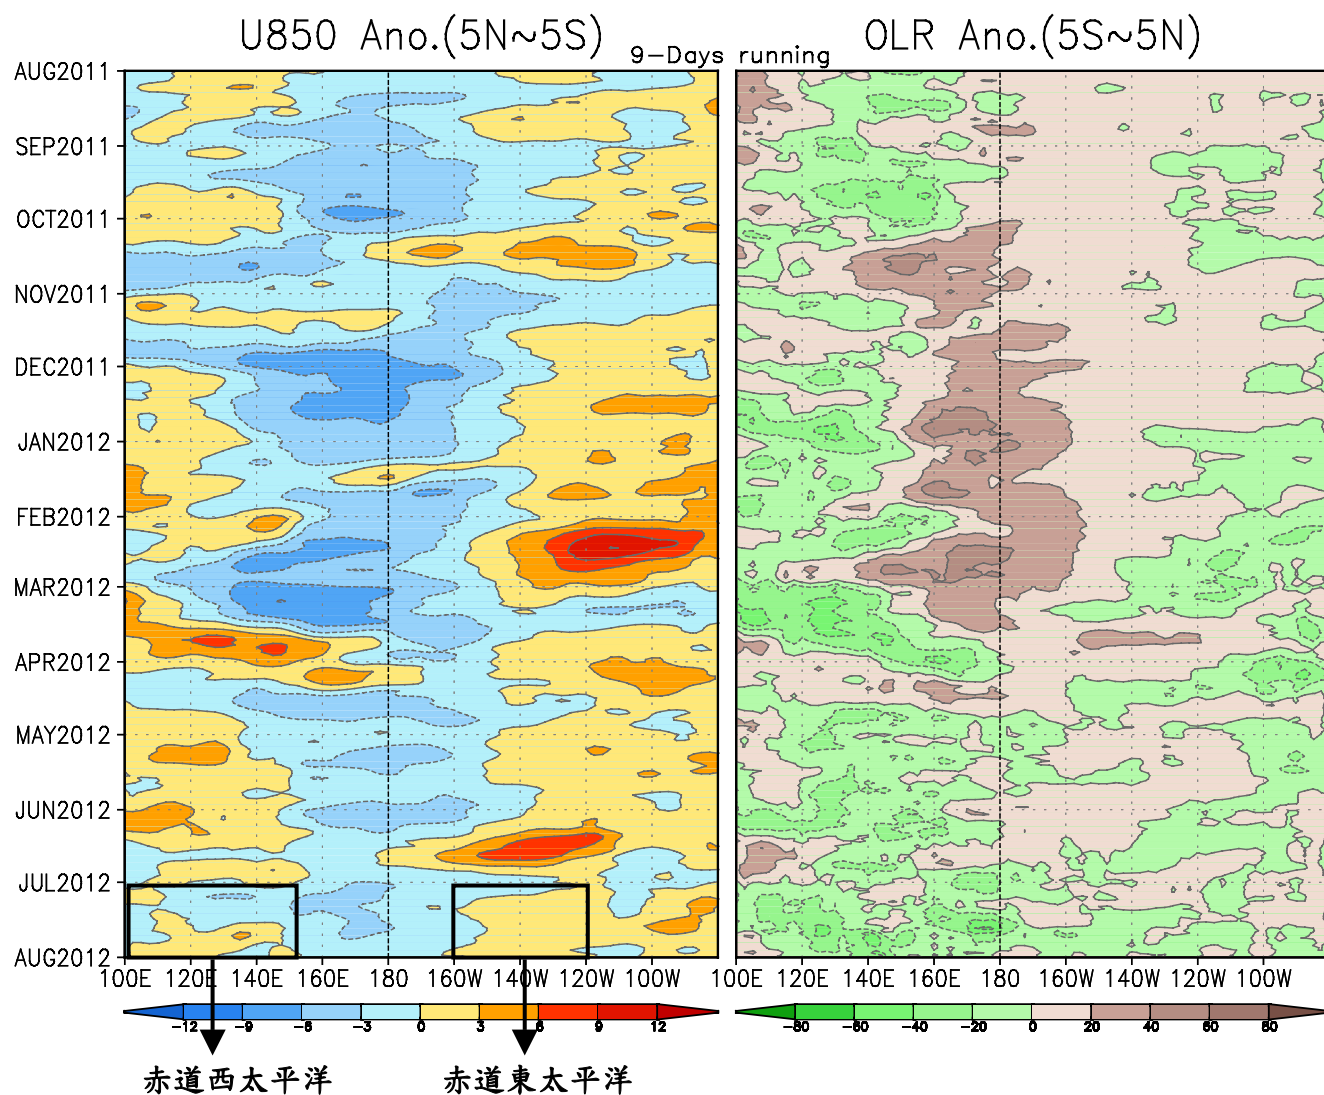 U850 Ano.(5N~5S)
9-Days running
OLR Ano.(5S~5N)
AUG2011
SEP2011
OCT2011
NOV2011
DEC2011
JAN2012
FEB2012
MAR2012
APR2012
MAY2012
JUN2012
JUL2012
AUG2012
100E 120E 140E 160E 180 160W 140W 120W 100W
100E 120E 140E 160E 180 160W 140W 120W 100W
-12 -9 -6 -3 0 3 6 9 12
-80 -60 -40 -20 0 20 40 60 80
赤道西太平洋
赤道東太平洋